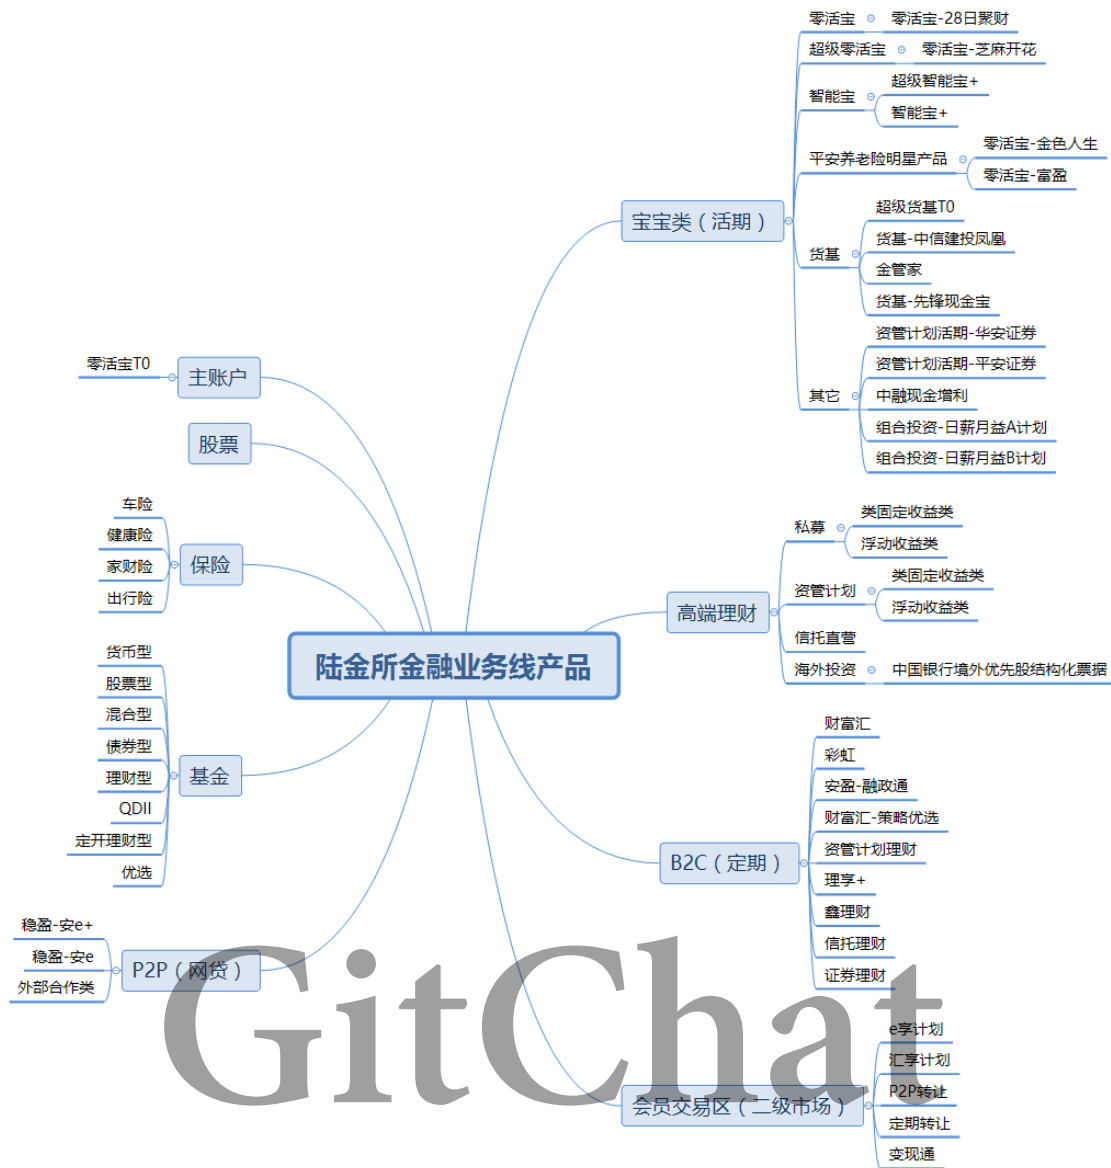 陆金所金融业务线产品
宝宝类（活期）
零活宝
零活宝-28日聚财
超级零活宝
零活宝-芝麻开花
智能宝
超级智能宝+
智能宝+
平安养老险明星产品
零活宝-金色人生
零活宝-富盈
货基
超级货基T0
货基-中信建投凤凰
金管家
货基-先锋现金宝
其它
资管计划活期-华安证券
资管计划活期-平安证券
中融现金增利
组合投资-日薪月益A计划
组合投资-日薪月益B计划
高端理财
私募
类固定收益类
浮动收益类
资管计划
类固定收益类
浮动收益类
信托直营
海外投资
中国银行境外优先股结构化票据
B2C（定期）
财富汇
彩虹
安盈-融政通
财富汇-策略优选
资管计划理财
理享+
鑫理财
信托理财
证券理财
会员交易区（二级市场）
e享计划
汇享计划
P2P转让
定期转让
变现通
主账户
零活宝T0
股票
保险
车险
健康险
家财险
出行险
基金
货币型
股票型
混合型
债券型
理财型
QDII
定开理财型
优选
P2P（网贷）
稳盈-安e+
稳盈-安e
外部合作类
GitChat